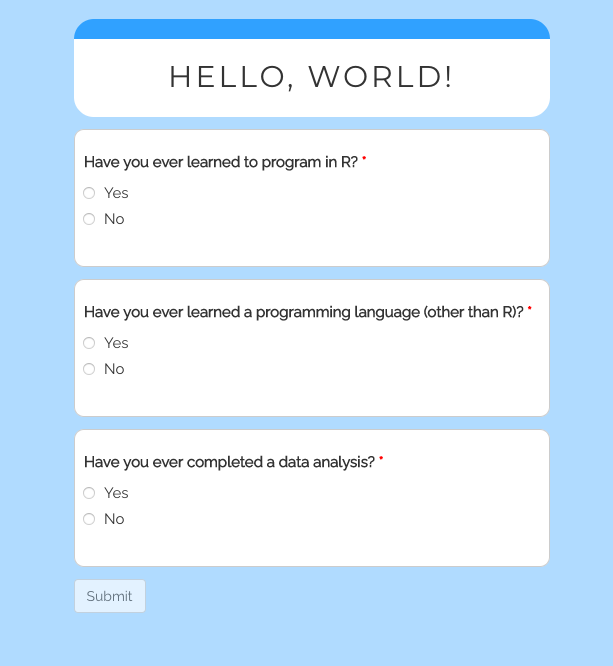 HELLO, WORLD!
Have you ever learned to program in R? *
Yes
No
Have you ever learned a programming language (other than R)? *
Yes
No
Have you ever completed a data analysis? *
Yes
No
Submit